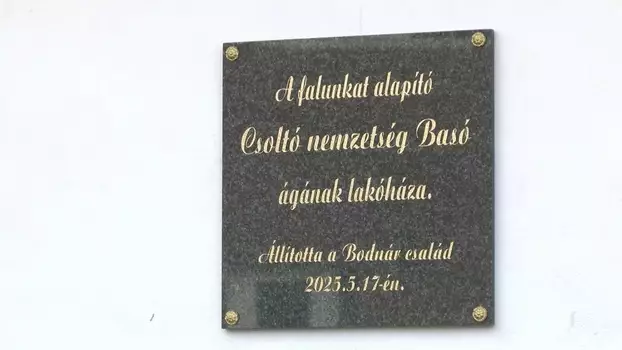 A falunkat alapító
Csoltó nemzetség Basó
ágának lakóháza.
Állította a Bodnár család
2025.5.17-én.